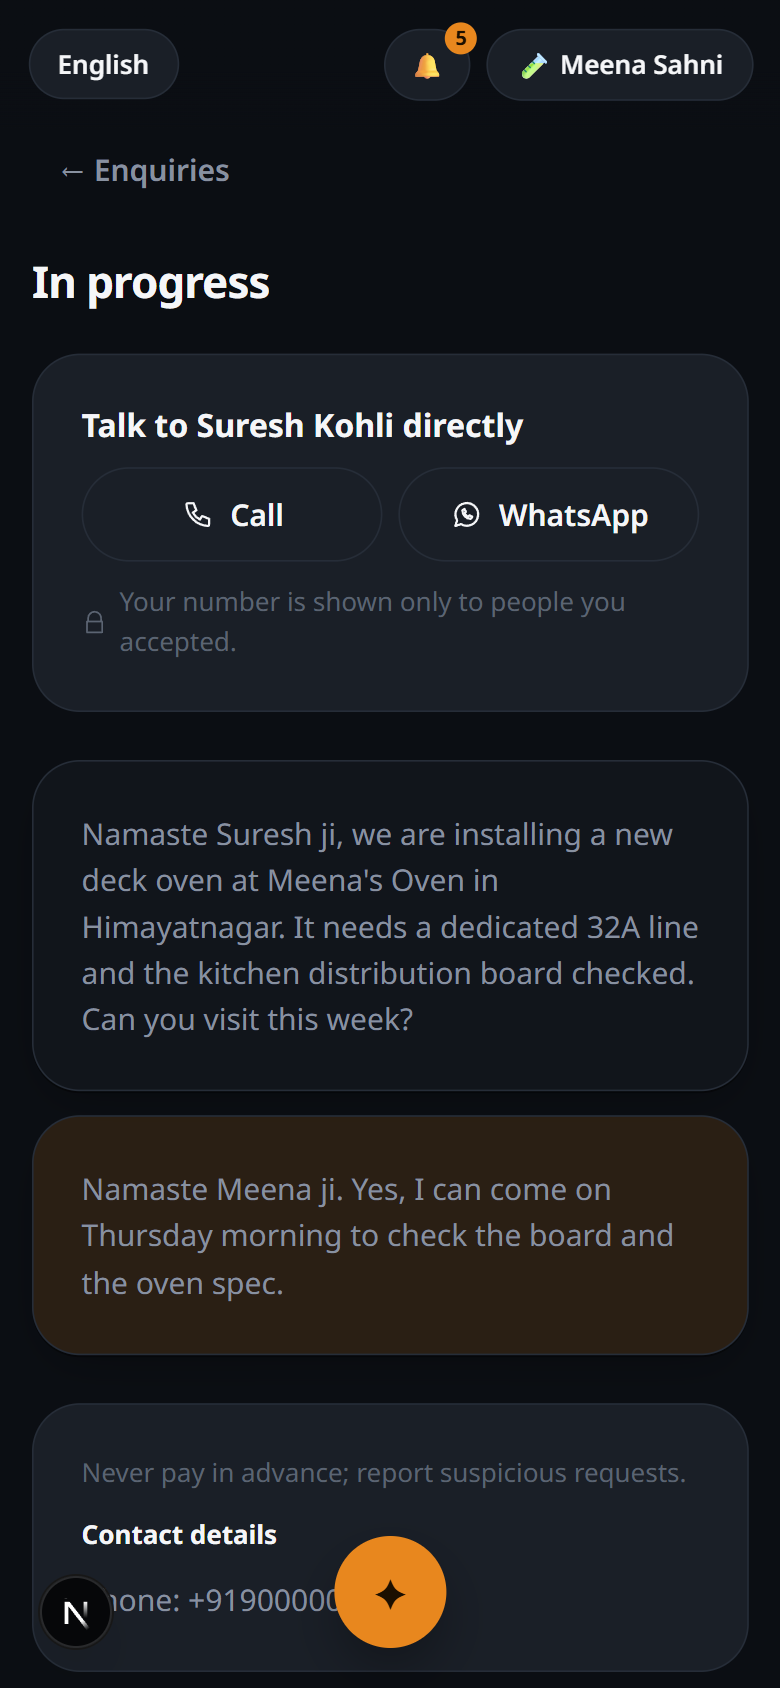 English
5
Meena Sahni
← Enquiries
In progress
Talk to Suresh Kohli directly
Call
WhatsApp
Your number is shown only to people you
accepted.
Namaste Suresh ji, we are installing a new
deck oven at Meena's Oven in
Himayatnagar. It needs a dedicated 32A line
and the kitchen distribution board checked.
Can you visit this week?
Namaste Meena ji. Yes, I can come on
Thursday morning to check the board and
the oven spec.
Never pay in advance; report suspicious requests.
Contact details
N